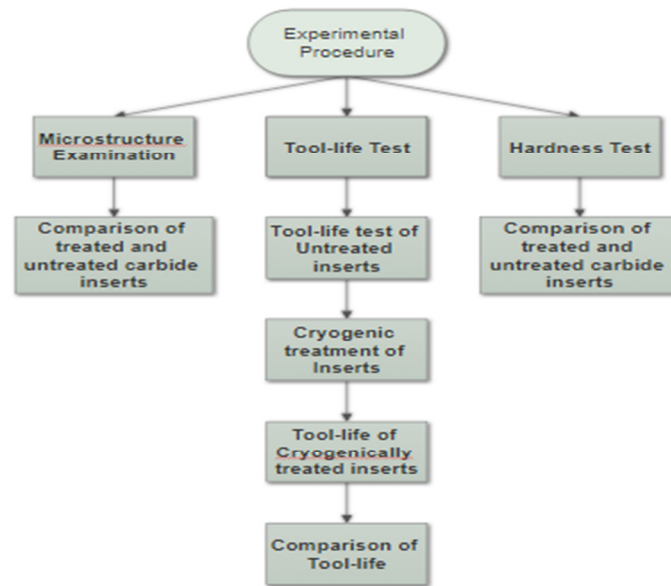 Experimental
Procedure
Microstructure
Examination
Tool-life Test
Hardness Test
Comparison of
treated and
untreated carbide
inserts
Tool-life test of
Untreated
inserts
Comparison of
treated and
untreated carbide
inserts
Cryogenic
treatment of
Inserts
Tool-life of
Cryogenically
treated inserts
Comparison of
Tool-life